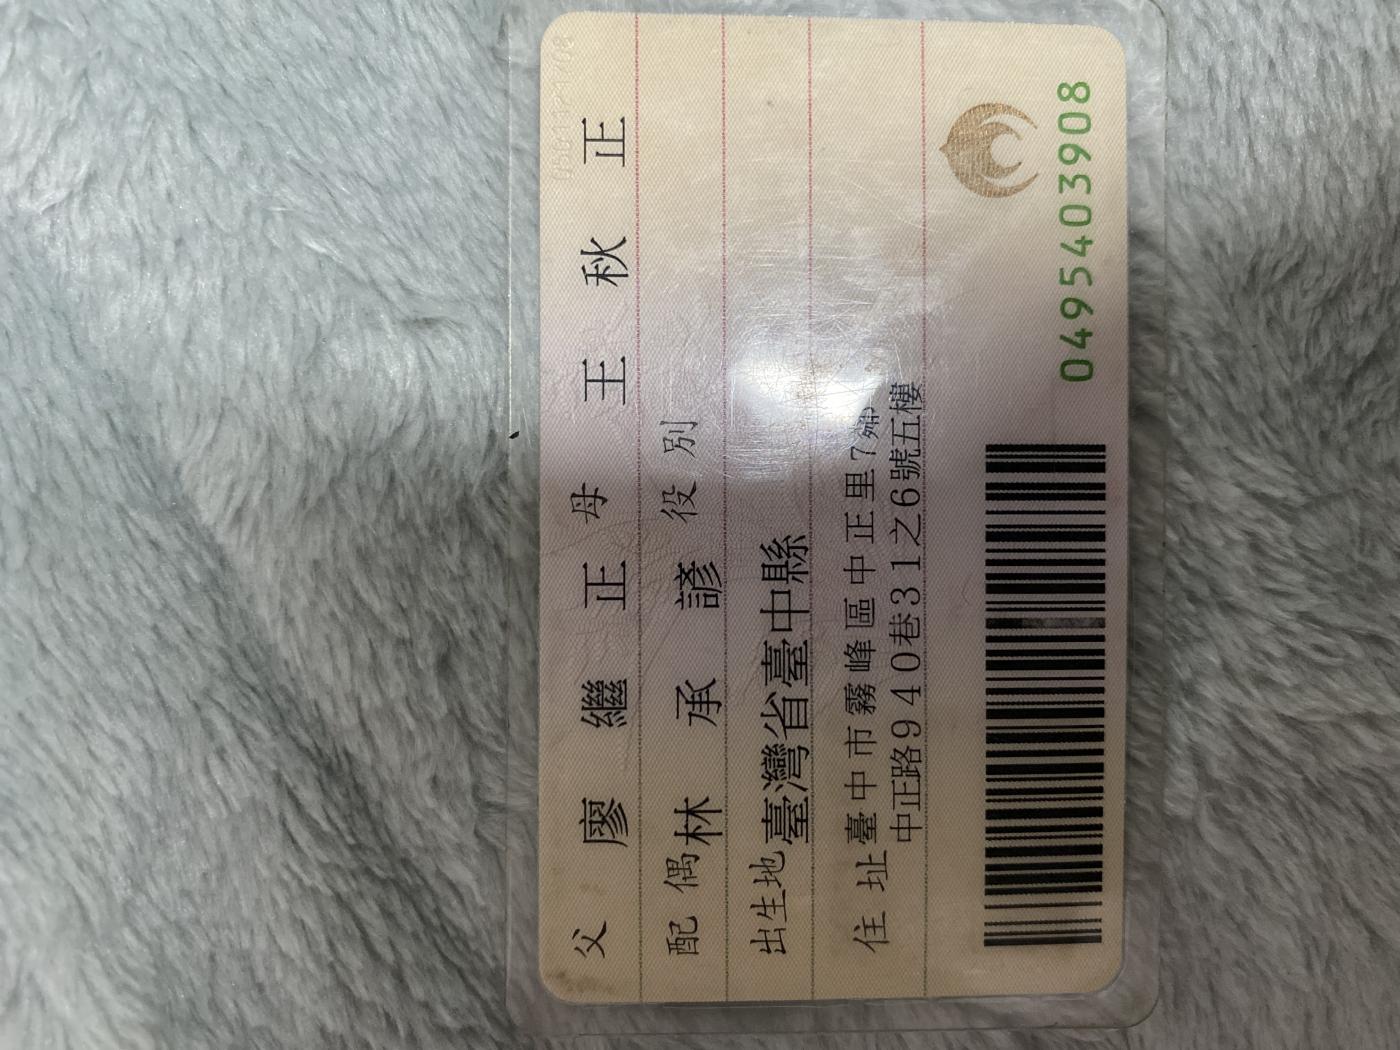 父 廖繼正 母 王秋正
配偶 林承諺 役別
出生地 臺灣省臺中縣
住址 臺中市霧峰區中正里7鄰
中正路940巷31之6號五樓
0495403908